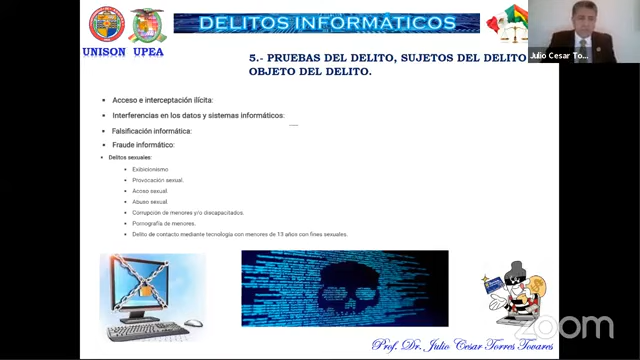 DELITOS INFORMÁTICOS
UNISON UPEA
Julio Cesar To...
5.- PRUEBAS DEL DELITO, SUJETOS DEL DELITO
OBJETO DEL DELITO.
• Acceso e interceptación ilícita:
• Interferencias en los datos y sistemas informáticos:
• Falsificación informática:
• Fraude informático:
• Delitos sexuales:
• Exibicionismo.
• Provocación sexual.
• Acoso sexual.
• Abuso sexual.
• Corrupción de menores y/o discapacitados.
• Pornografía de menores.
• Delito de contacto mediante tecnología con menores de 13 años con fines sexuales.
zoom
Prof. Dr. Julio Cesar Torres Tovares